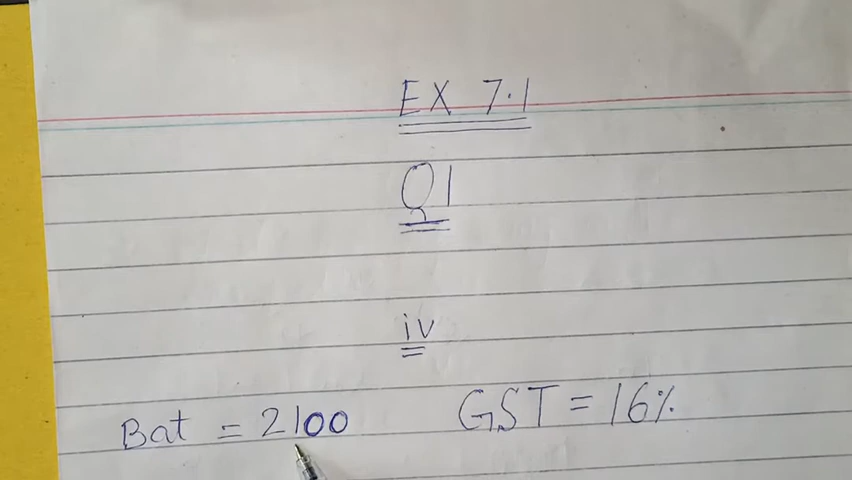 EX 7.1
Q1
iv
Bat = 2100 GST = 16%